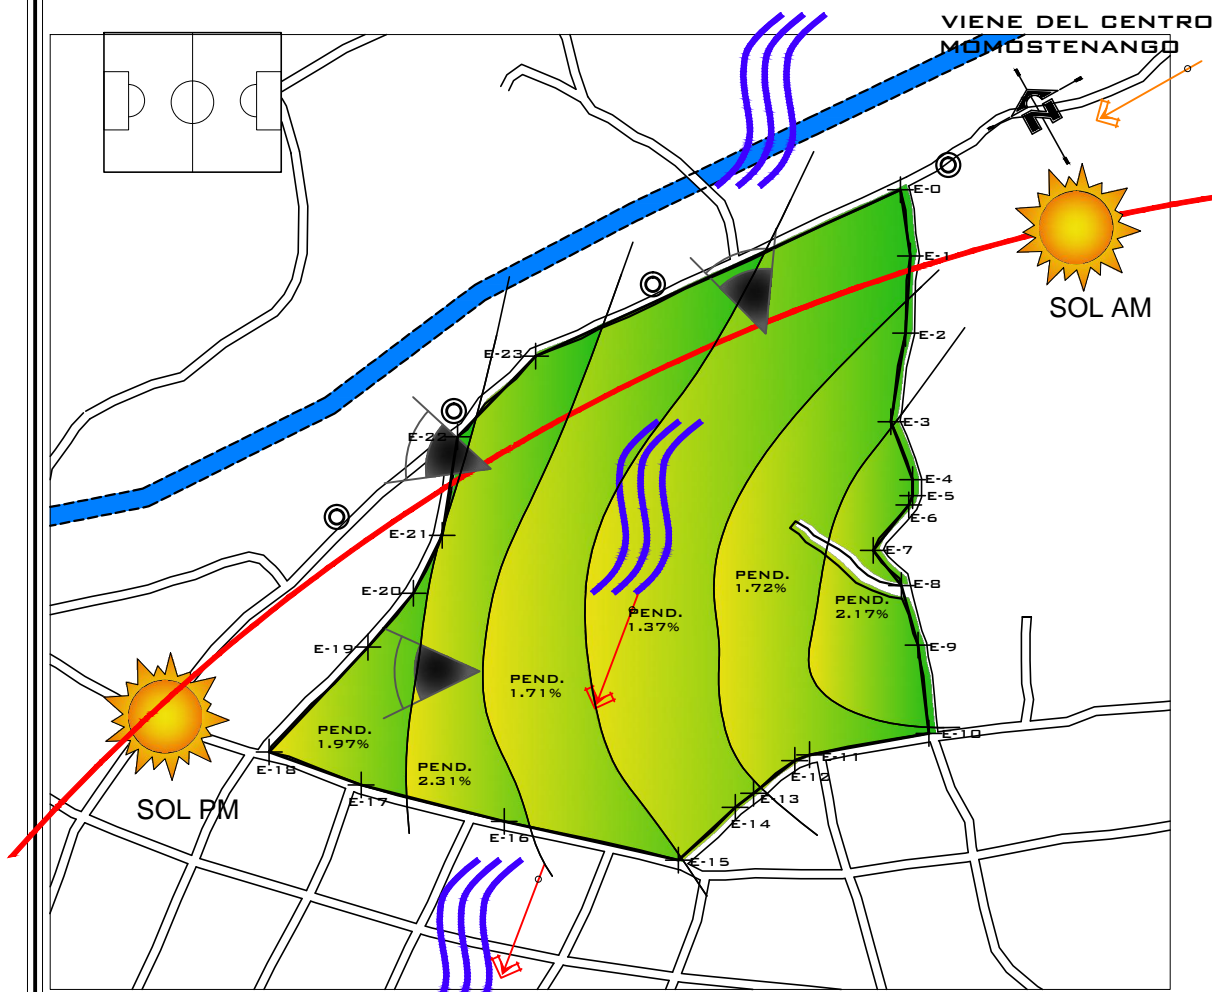 VIENE DEL CENTRO
MOMOSTENANGO
N
E-0
E-1
SOL AM
E-2
E-23
E-3
E-22
E-4
E-5
E-6
E-21
E-7
PEND.
1.72%
E-8
E-20
PEND.
2.17%
PEND.
1.37%
E-19
E-9
PEND.
1.71%
PEND.
1.97%
E-10
E-18
E-11
PEND.
2.31%
E-12
E-17
E-13
SOL PM
E-14
E-16
E-15